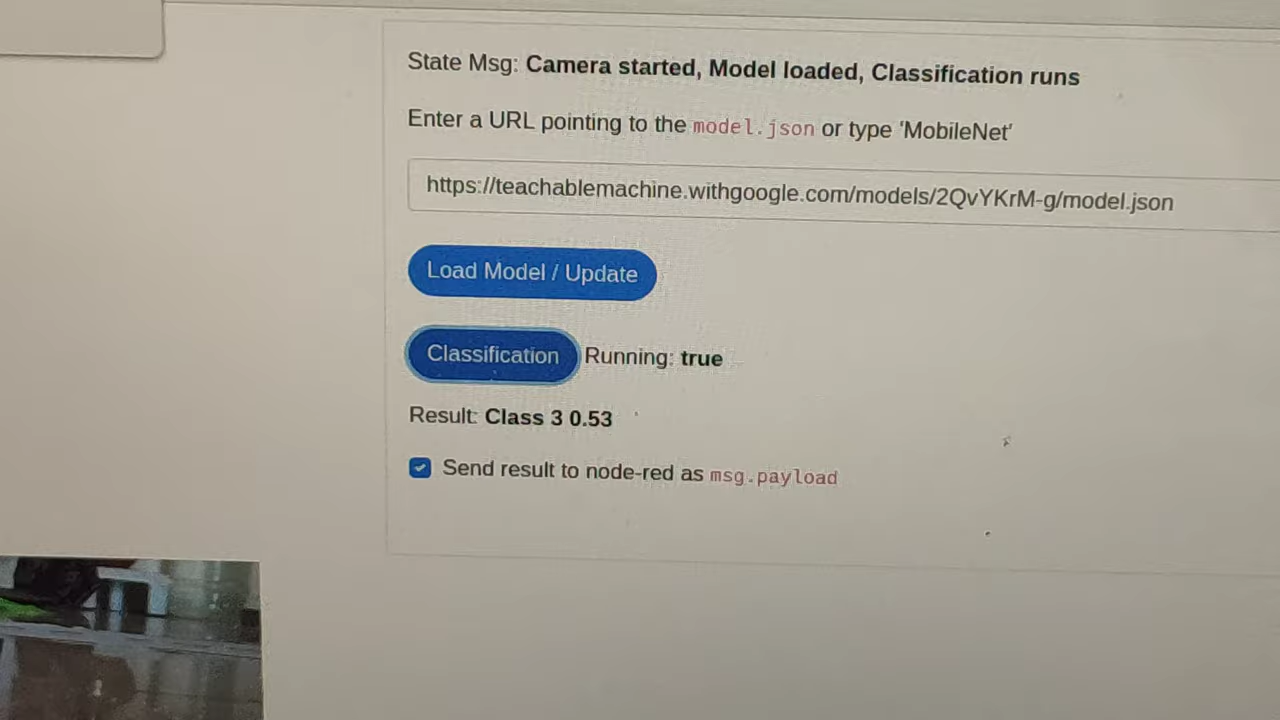 State Msg: Camera started, Model loaded, Classification runs
Enter a URL pointing to the model.json or type 'MobileNet'
https://teachablemachine.withgoogle.com/models/2QvYKrM-g/model.json
Load Model / Update
Classification Running: true
Result: Class 3 0.53
Send result to node-red as msg.payload